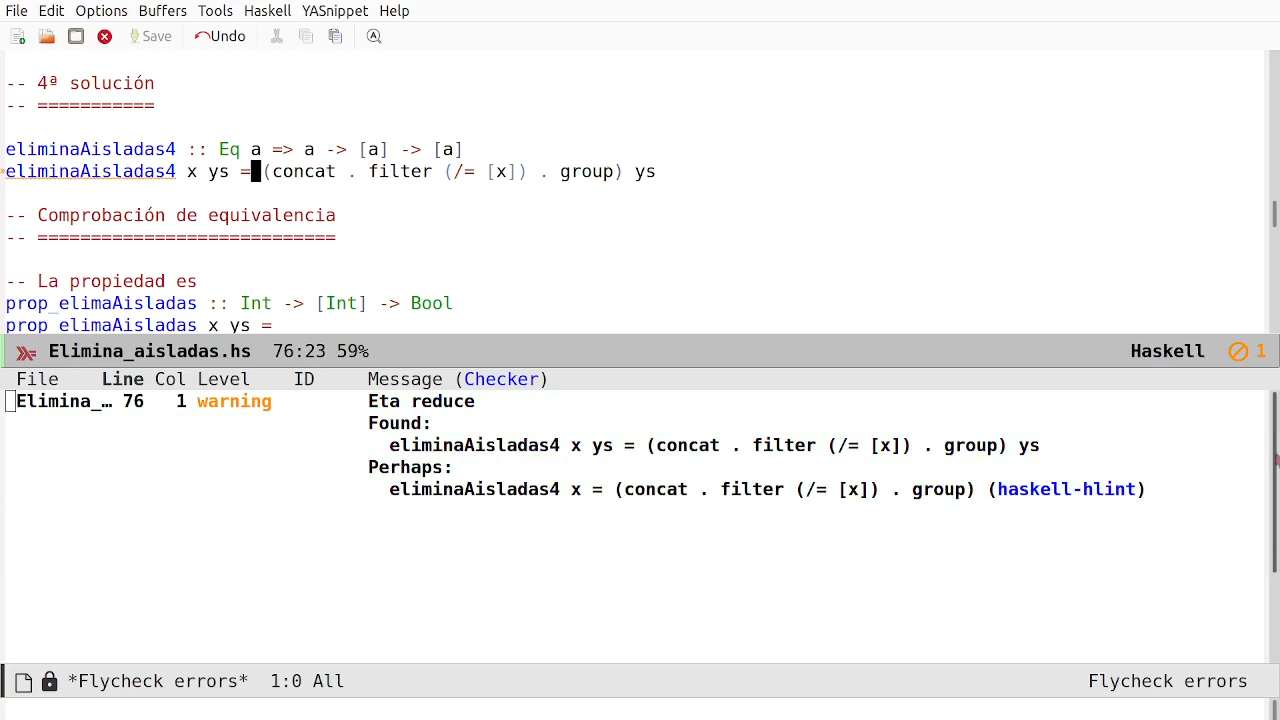 File Edit Options Buffers Tools Haskell YASnippet Help
Save Undo
-- 4ª solución
-- ===========
eliminaAisladas4 :: Eq a => a -> [a] -> [a]
eliminaAisladas4 x ys = (concat . filter (/= [x]) . group) ys
-- Comprobación de equivalencia
-- ============================
-- La propiedad es
prop_elimaAisladas :: Int -> [Int] -> Bool
prop_elimaAisladas x ys =
Elimina_aisladas.hs 76:23 59% Haskell 1
File Line Col Level ID Message (Checker)
Elimina_… 76 1 warning Eta reduce
Found:
eliminaAisladas4 x ys = (concat . filter (/= [x]) . group) ys
Perhaps:
eliminaAisladas4 x = (concat . filter (/= [x]) . group) (haskell-hlint)
*Flycheck errors* 1:0 All Flycheck errors